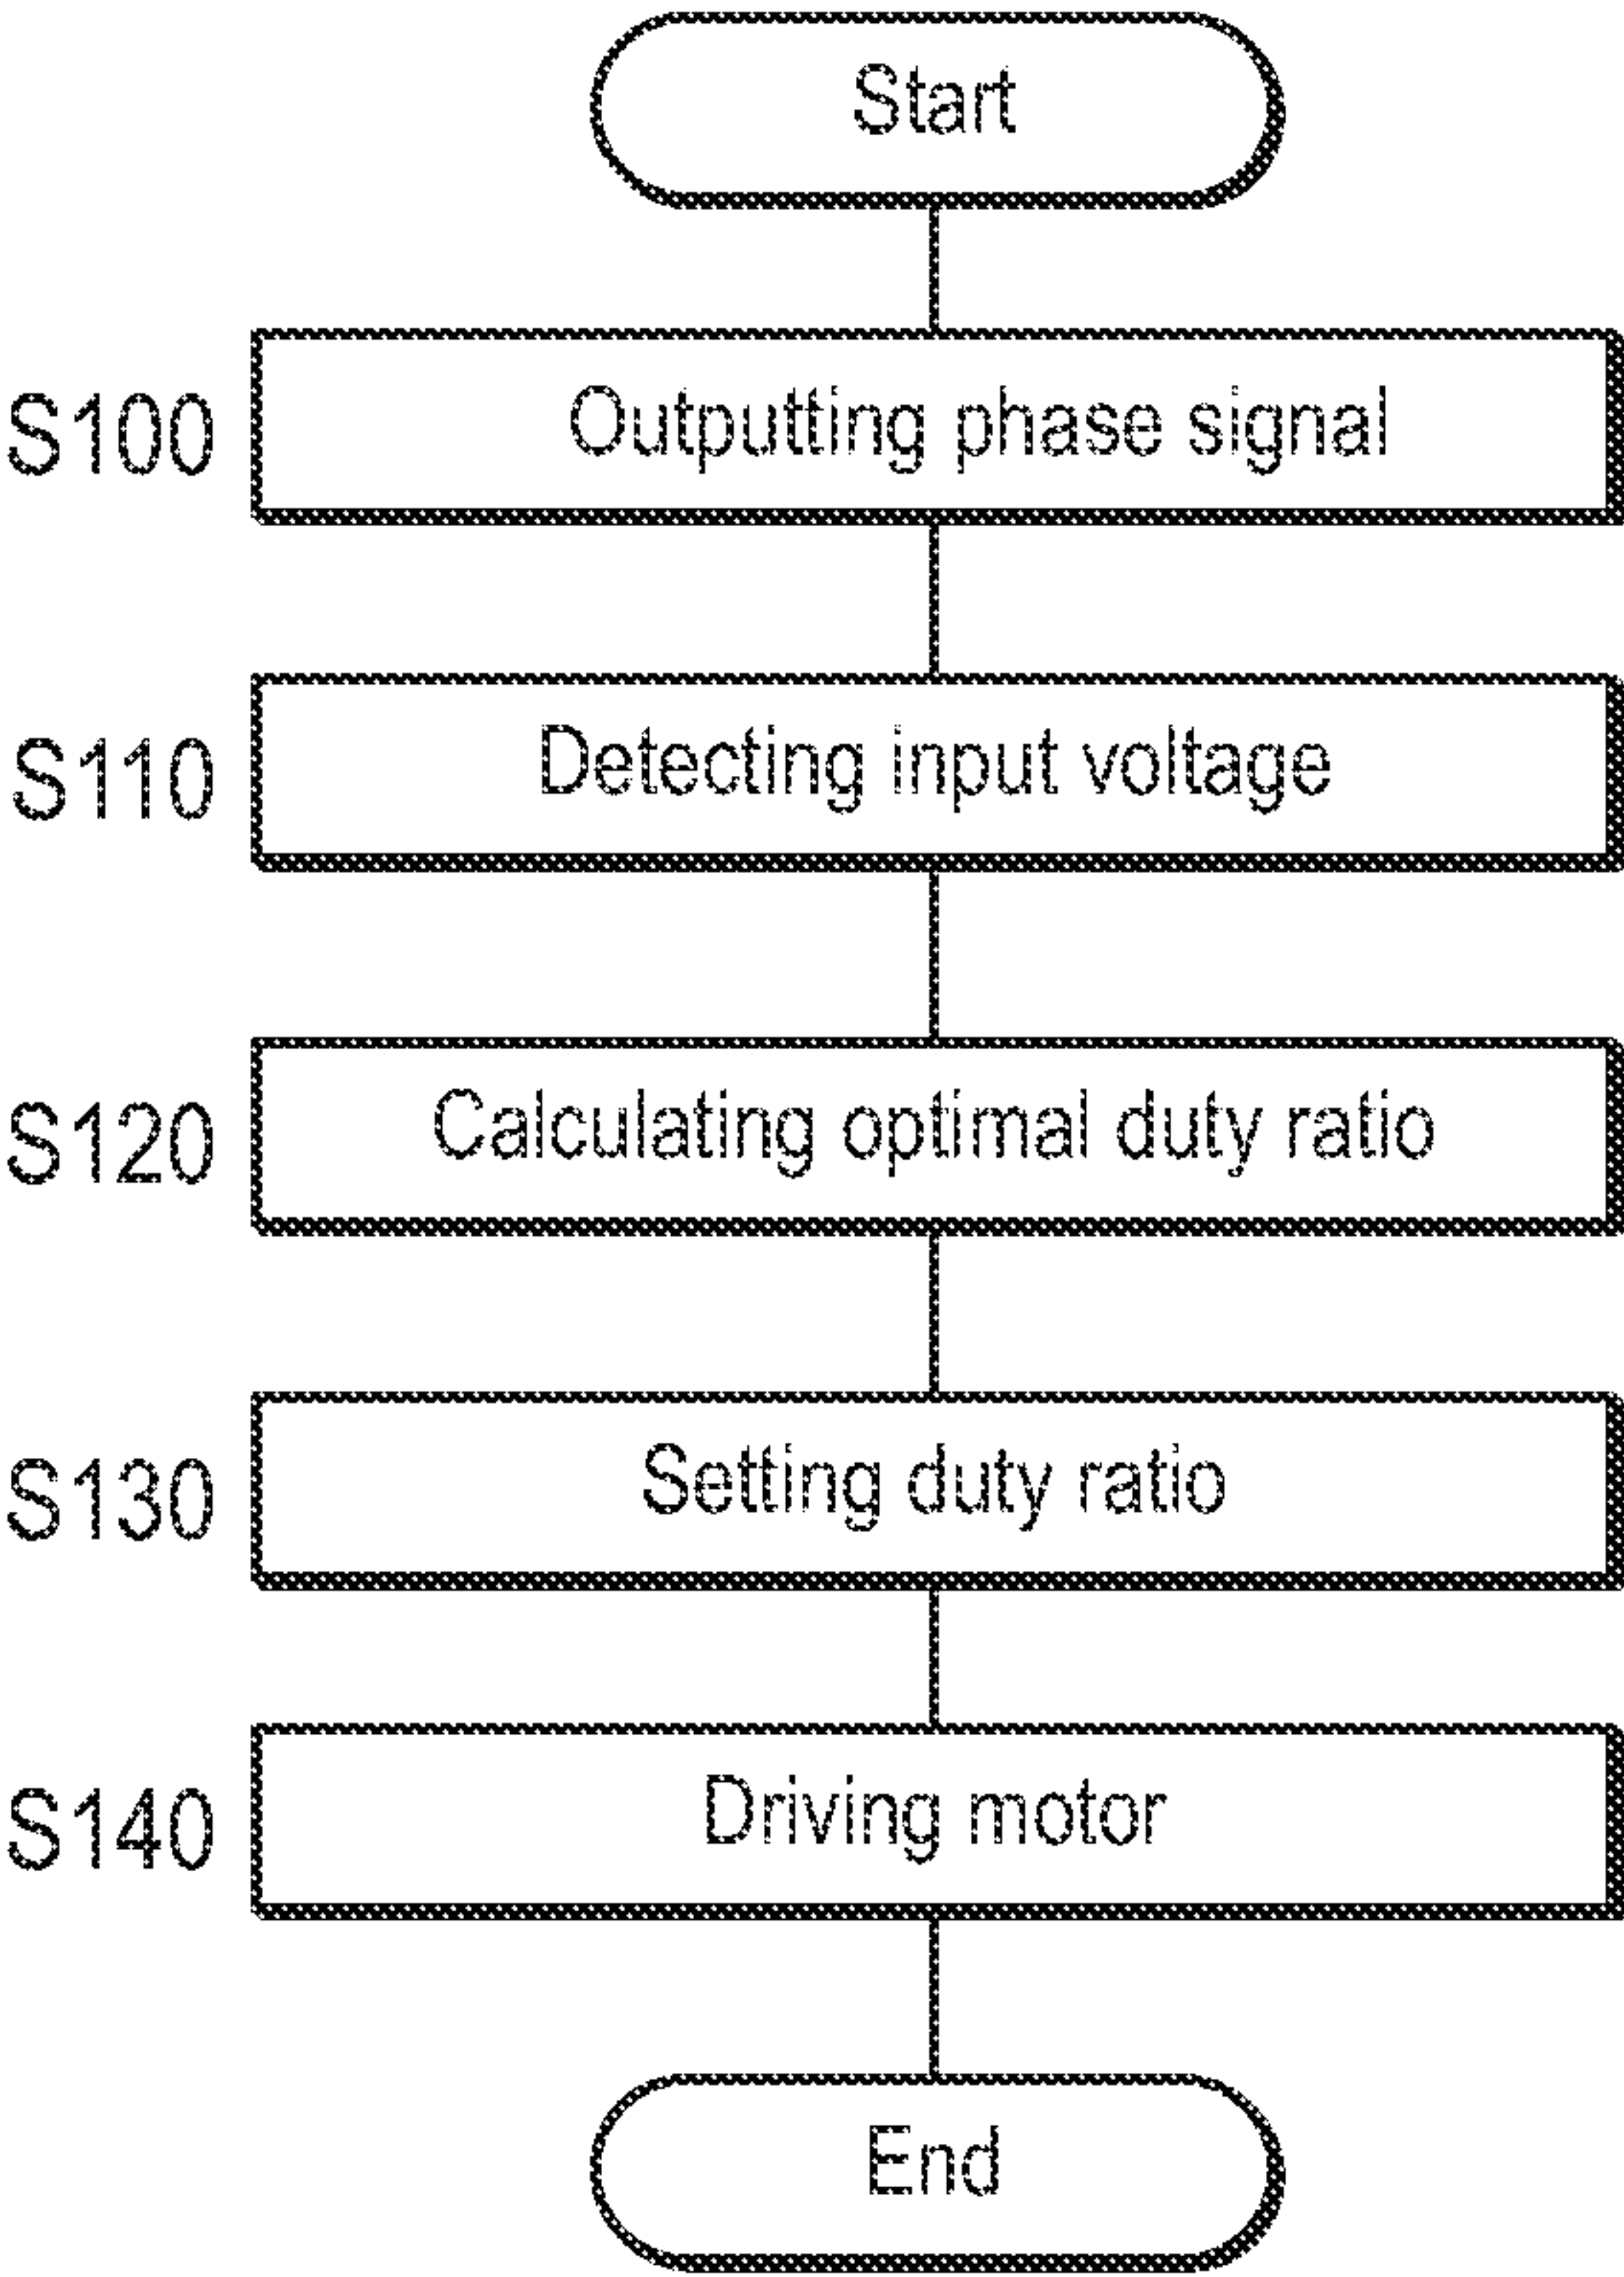 Start
S100 Outputting phase signal
S110 Detecting input voltage
S120 Calculating optimal duty ratio
S130 Setting duty ratio
S140 Driving motor
End